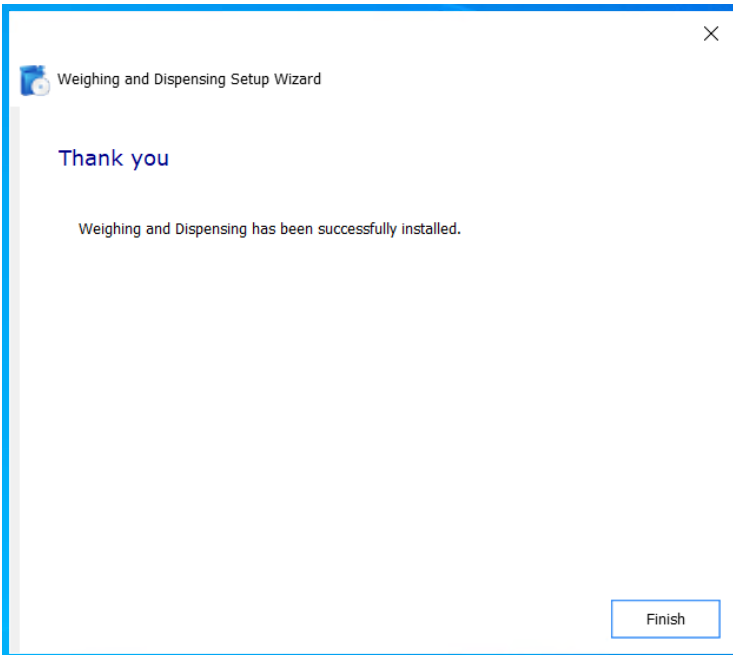 Weighing and Dispensing Setup Wizard
Thank you
Weighing and Dispensing has been successfully installed.
Finish